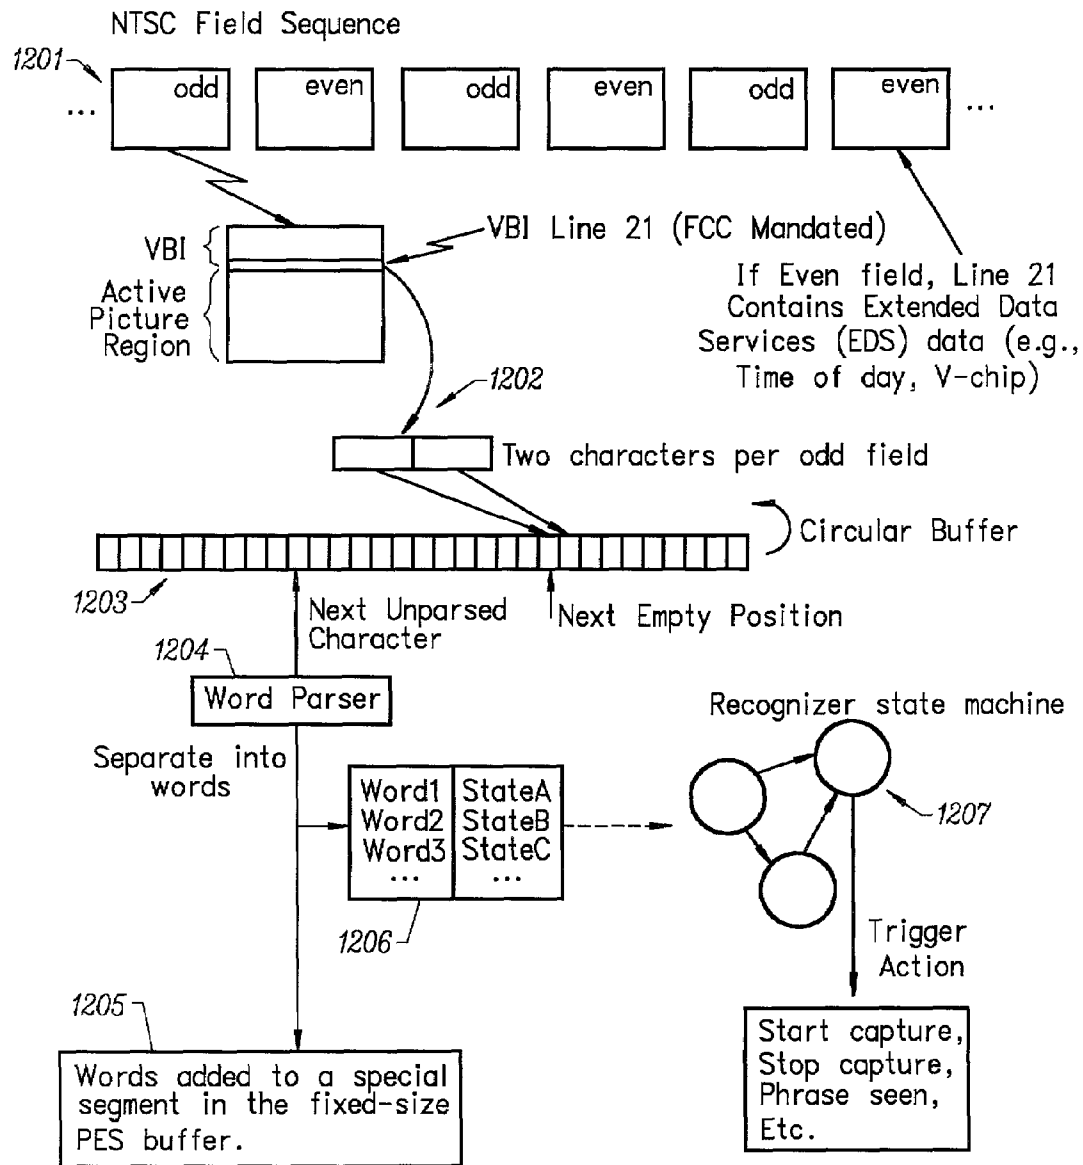 NTSC Field Sequence
1201
... odd even odd even odd even ...
VBI
VBI Line 21 (FCC Mandated)
Active
Picture
Region
If Even field, Line 21
Contains Extended Data
Services (EDS) data (e.g.,
Time of day, V-chip)
1202
Two characters per odd field
Circular Buffer
1203
Next Unparsed
Character
Next Empty Position
1204
Word Parser
Separate into
words
Recognizer state machine
Word1 StateA
Word2 StateB
Word3 StateC
... ...
1206
1207
Trigger
Action
1205
Words added to a special
segment in the fixed-size
PES buffer.
Start capture,
Stop capture,
Phrase seen,
Etc.